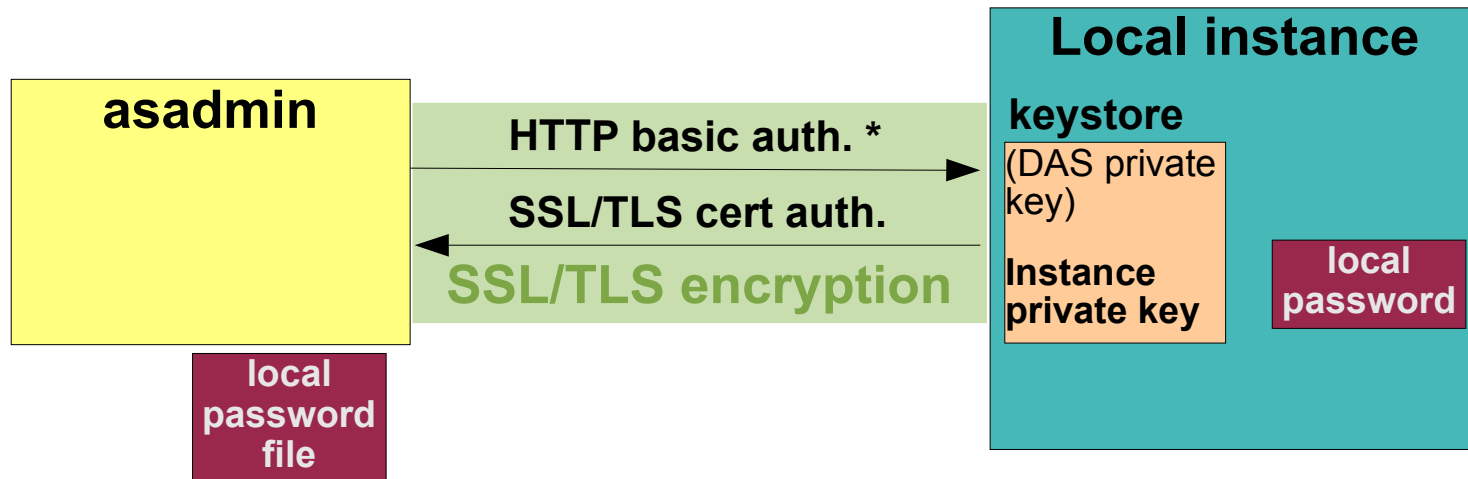 asadmin
HTTP basic auth. *
SSL/TLS cert auth.
SSL/TLS encryption
local
password
file
Local instance
keystore
(DAS private
key)
Instance
private key
local
password